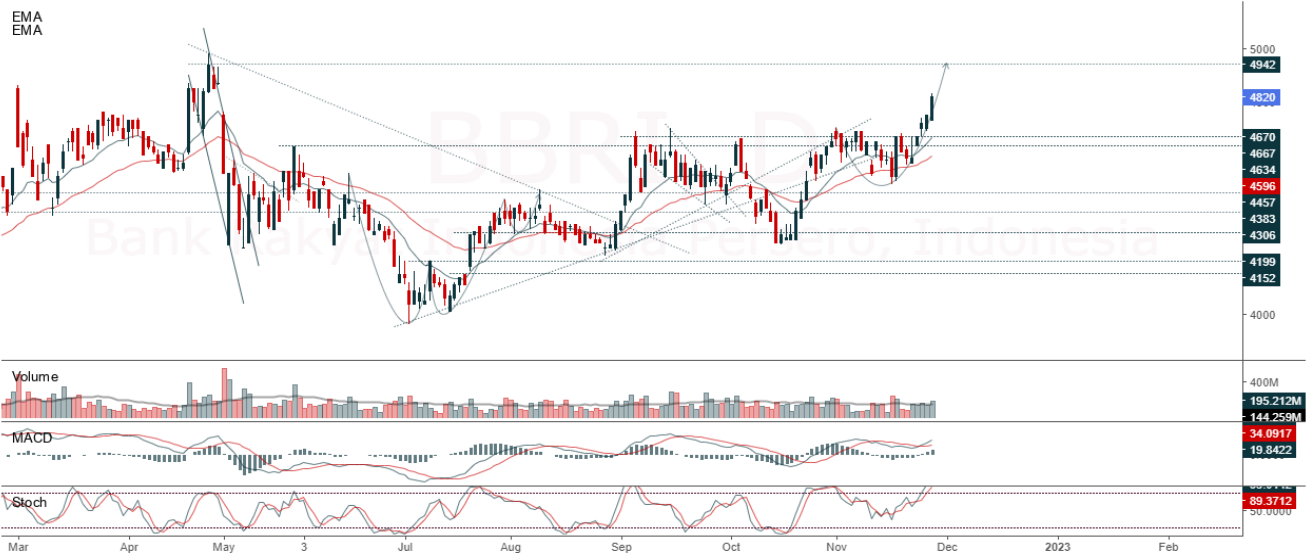 EMA
EMA
BBRI D
Bank Rakyat Indonesia Persero Indonesia
5000
4942
4820
4670
4667
4634
4596
4457
4383
4306
4199
4152
4000
Volume
400M
195.212M
144.259M
MACD
34.0917
19.8422
Stoch
89.3712
50.0000
Mar Apr May 3 Jul Aug Sep Oct Nov Dec 2023 Feb